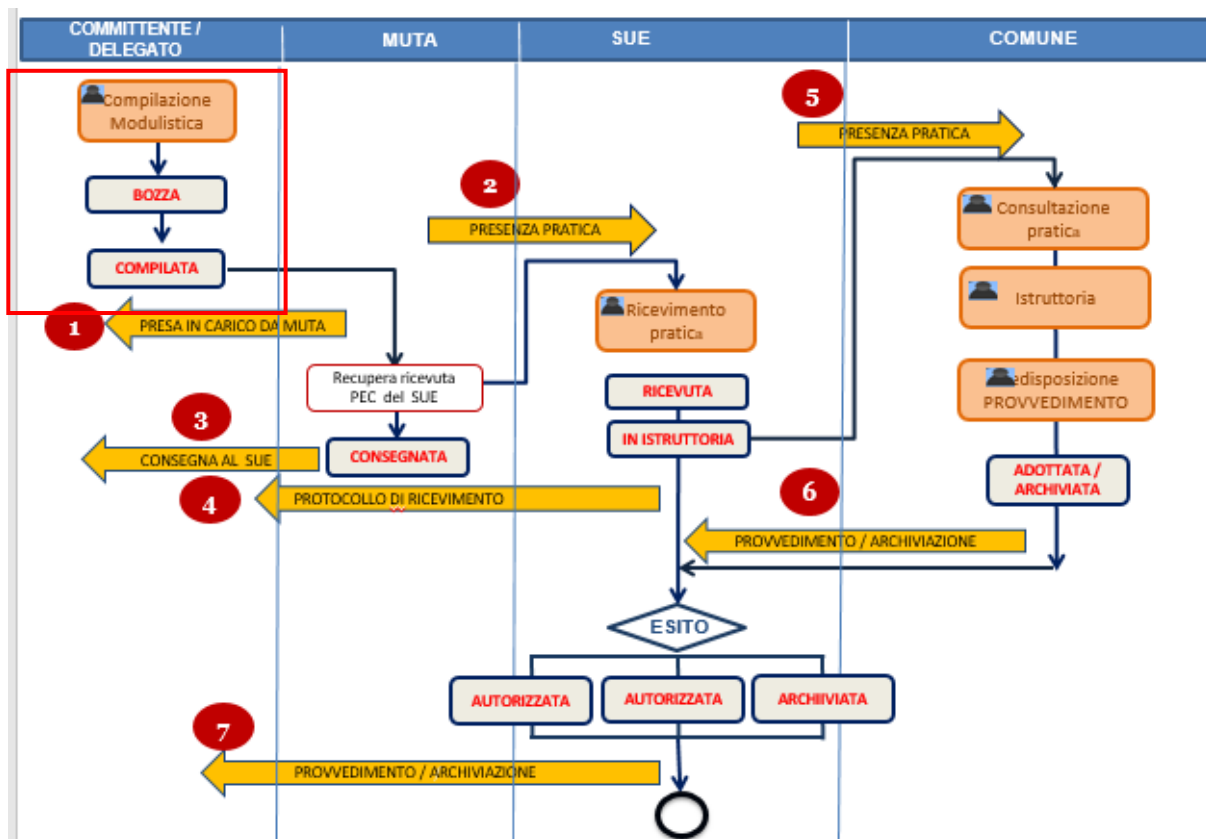 COMMITTENTE /
DELEGATO
MUTA
SUE
COMUNE
Compilazione
Modulistica
BOZZA
COMPILATA
1
PRESA IN CARICO DA MUTA
2
PRESENZA PRATICA
5
PRESENZA PRATICA
Consultazione
pratica
Istruttoria
edisposizione
PROVVEDIMENTO
ADOTTATA /
ARCHIVIATA
Ricevimento
pratica
RICEVUTA
IN ISTRUTTORIA
Recupera ricevuta
PEC del SUE
CONSEGNATA
3
CONSEGNA AL SUE
4
PROTOCOLLO DI RICEVIMENTO
6
PROVVEDIMENTO / ARCHIVIAZIONE
ESITO
AUTORIZZATA
AUTORIZZATA
ARCHIIVIATA
7
PROVVEDIMENTO / ARCHIVIAZIONE